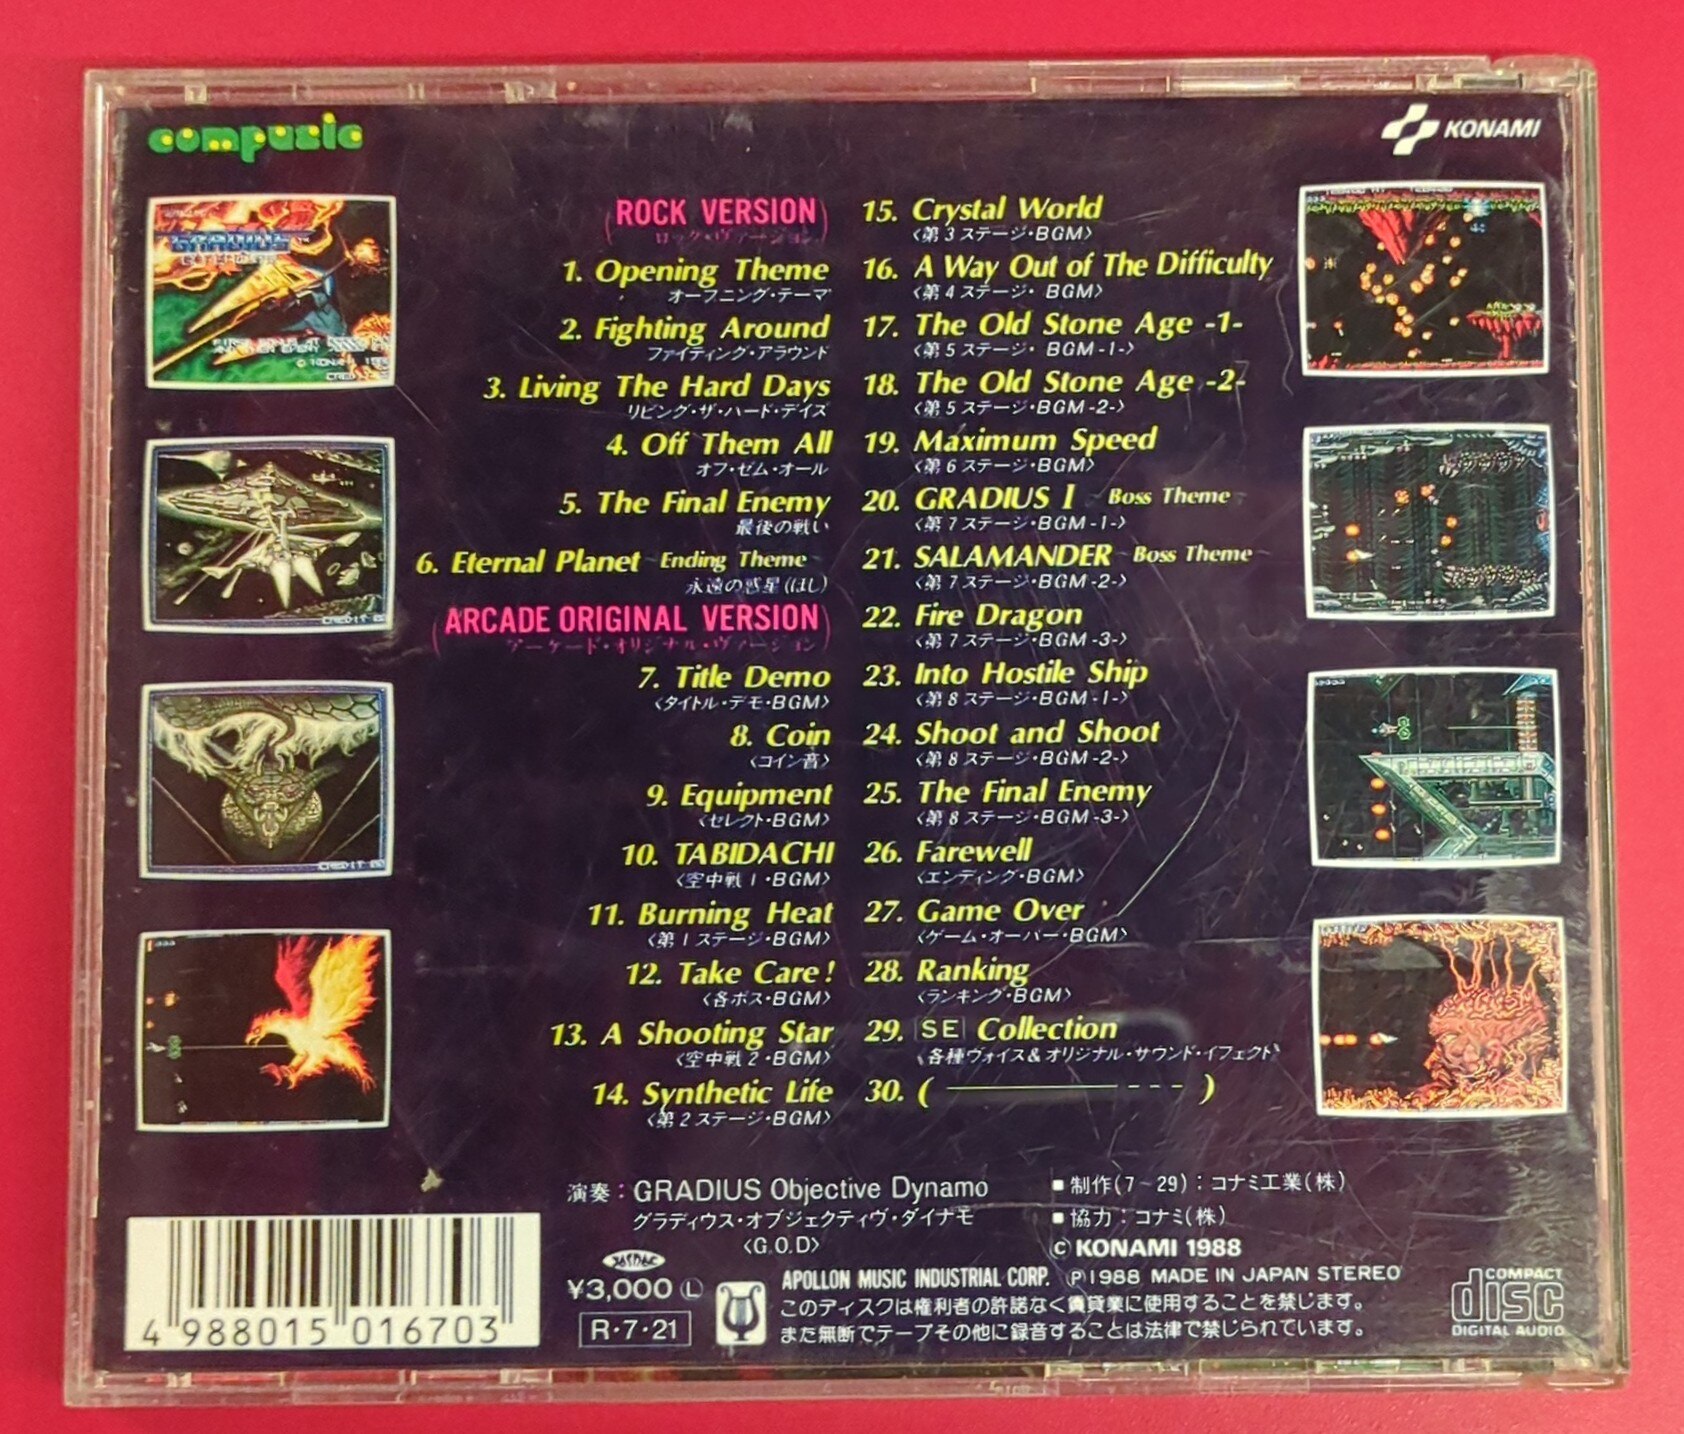 compusic
KONAMI
ROCK VERSION
ロック・ヴァージョン
1. Opening Theme
オープニング・テーマ
2. Fighting Around
ファイティング・アラウンド
3. Living The Hard Days
リビング・ザ・ハード・デイズ
4. Off Them All
オフ・ゼム・オール
5. The Final Enemy
最後の戦い
6. Eternal Planet ~ Ending Theme ~
永遠の惑星(ほし)
ARCADE ORIGINAL VERSION
アーケード・オリジナル・ヴァージョン
7. Title Demo
〈タイトル・デモ・BGM〉
8. Coin
〈コイン音〉
9. Equipment
〈セレクト・BGM〉
10. TABIDACHI
〈空中戦1・BGM〉
11. Burning Heat
〈第1ステージ・BGM〉
12. Take Care!
〈各ボス・BGM〉
13. A Shooting Star
〈空中戦2・BGM〉
14. Synthetic Life
〈第2ステージ・BGM〉
15. Crystal World
〈第3ステージ・BGM〉
16. A Way Out of The Difficulty
〈第4ステージ・BGM〉
17. The Old Stone Age -1-
〈第5ステージ・BGM-1-〉
18. The Old Stone Age -2-
〈第5ステージ・BGM-2-〉
19. Maximum Speed
〈第6ステージ・BGM〉
20. GRADIUS I ~ Boss Theme ~
〈第7ステージ・BGM-1-〉
21. SALAMANDER ~ Boss Theme ~
〈第7ステージ・BGM-2-〉
22. Fire Dragon
〈第7ステージ・BGM-3-〉
23. Into Hostile Ship
〈第8ステージ・BGM-1-〉
24. Shoot and Shoot
〈第8ステージ・BGM-2-〉
25. The Final Enemy
〈第8ステージ・BGM-3-〉
26. Farewell
〈エンディング・BGM〉
27. Game Over
〈ゲーム・オーバー・BGM〉
28. Ranking
〈ランキング・BGM〉
29. SE Collection
〈各種ヴォイス&オリジナル・サウンド・イフェクト〉
30. (————---)
GRADIUS
CREDIT 00
CREDIT 00
演奏：GRADIUS Objective Dynamo
グラディウス・オブジェクティヴ・ダイナモ
〈G.O.D〉
■制作(7~29)：コナミ工業(株)
■協力：コナミ(株)
© KONAMI 1988
4 988015 016703
JASRAC
¥3,000 Ⓛ
R・7・21
APOLLON MUSIC INDUSTRIAL CORP. ℗1988 MADE IN JAPAN STEREO
このディスクは権利者の許諾なく賃貸業に使用することを禁じます。
また無断でテープその他に録音することは法律で禁じられています。
COMPACT
disc
DIGITAL AUDIO